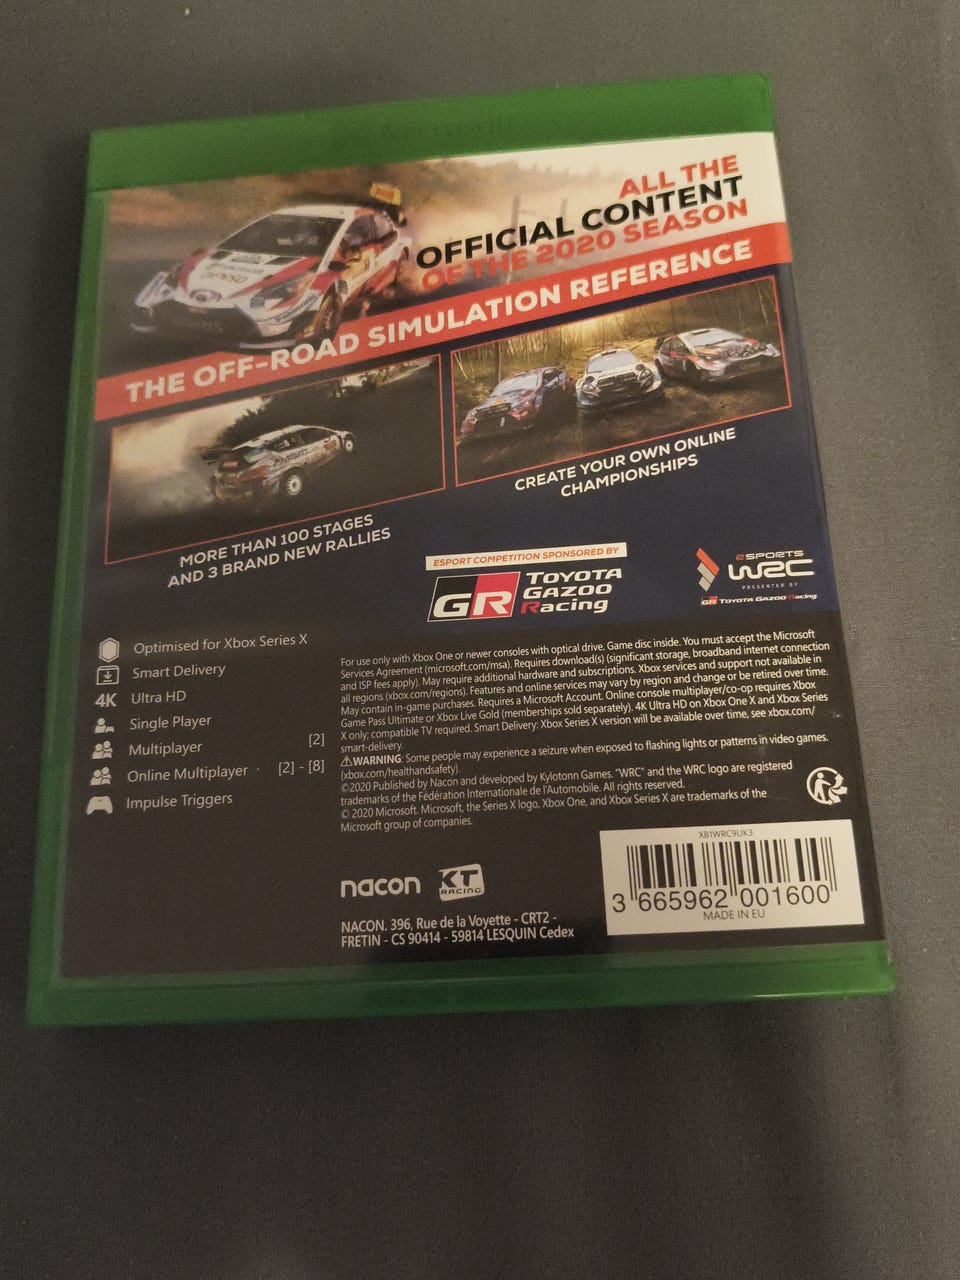 Microsoft
ALL THE
OFFICIAL CONTENT
OF THE 2020 SEASON
THE OFF-ROAD SIMULATION REFERENCE
DENSO
Panasonic
MORE THAN 100 STAGES
AND 3 BRAND NEW RALLIES
CREATE YOUR OWN ONLINE
CHAMPIONSHIPS
ESPORT COMPETITION SPONSORED BY
GR TOYOTA
GAZOO
Racing
eSPORTS
WRC
PRESENTED BY
GR TOYOTA GAZOO Racing
Optimised for Xbox Series X
Smart Delivery
4K Ultra HD
Single Player
Multiplayer [2]
Online Multiplayer [2] - [8]
Impulse Triggers
For use only with Xbox One or newer consoles with optical drive. Game disc inside. You must accept the Microsoft
Services Agreement (microsoft.com/msa). Requires download(s) (significant storage, broadband internet connection
and ISP fees apply). May require additional hardware and subscriptions. Xbox services and support not available in
all regions (xbox.com/regions). Features and online services may vary by region and change or be retired over time.
May contain in-game purchases. Requires a Microsoft Account. Online console multiplayer/co-op requires Xbox
Game Pass Ultimate or Xbox Live Gold (memberships sold separately). 4K Ultra HD on Xbox One X and Xbox Series
X only; compatible TV required. Smart Delivery: Xbox Series X version will be available over time, see xbox.com/
smart-delivery.
⚠WARNING: Some people may experience a seizure when exposed to flashing lights or patterns in video games.
(xbox.com/healthandsafety).
©2020 Published by Nacon and developed by Kylotonn Games. "WRC" and the WRC logo are registered
trademarks of the Fédération Internationale de l'Automobile. All rights reserved.
© 2020 Microsoft. Microsoft, the Series X logo, Xbox One, and Xbox Series X are trademarks of the
Microsoft group of companies.
nacon KT
RACING
NACON. 396, Rue de la Voyette - CRT2 -
FRETIN - CS 90414 - 59814 LESQUIN Cedex
XB1WRC9UK3
3 665962 001600
MADE IN EU